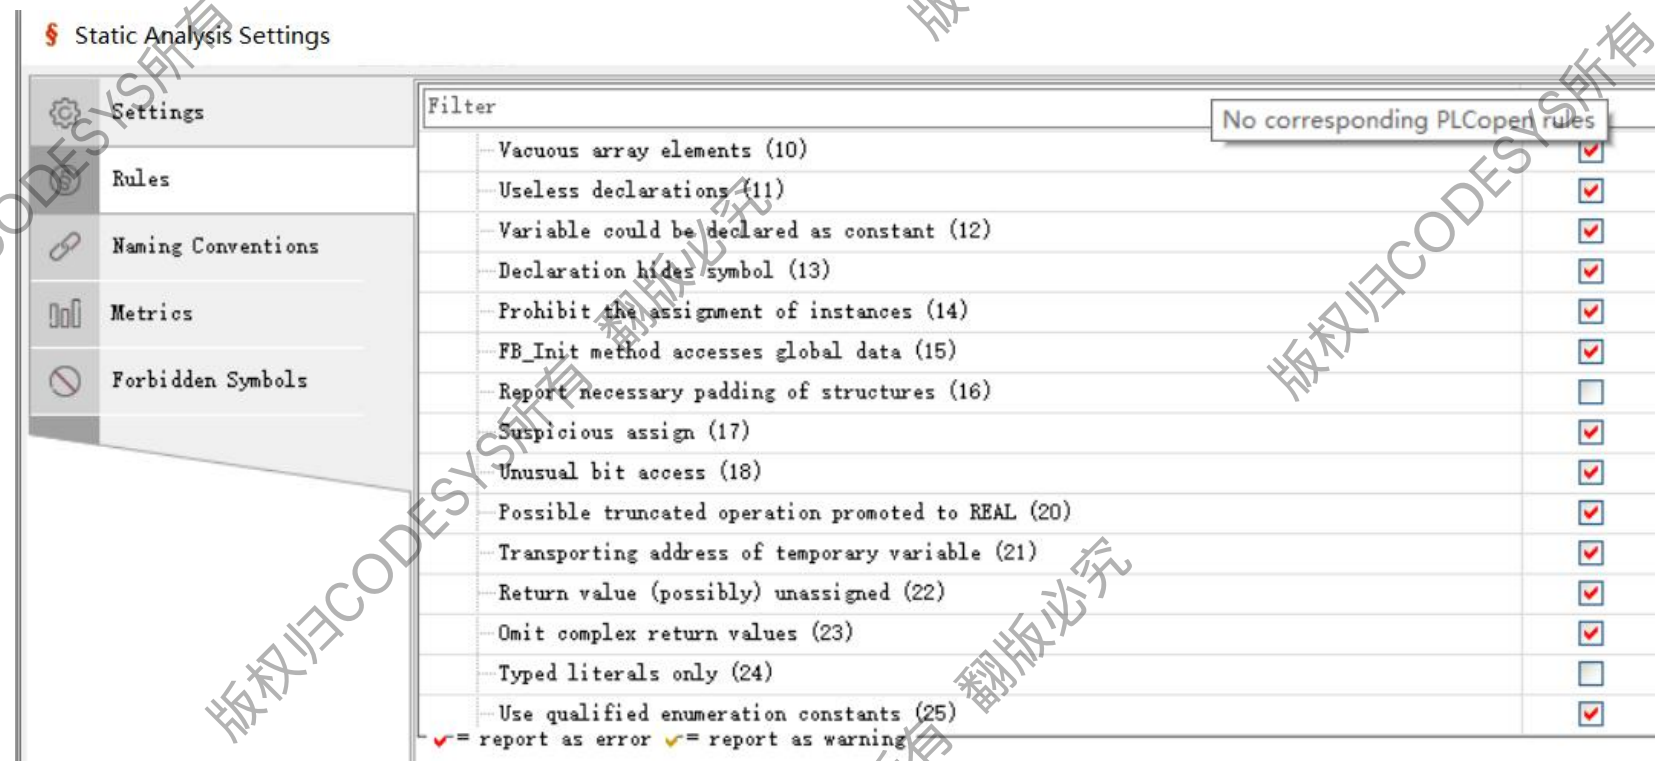 § Static Analysis Settings
Settings
Rules
Naming Conventions
Metrics
Forbidden Symbols
Filter
No corresponding PLCopen rules
Vacuous array elements (10)
Useless declarations (11)
Variable could be declared as constant (12)
Declaration hides symbol (13)
Prohibit the assignment of instances (14)
FB_Init method accesses global data (15)
Report necessary padding of structures (16)
Suspicious assign (17)
Unusual bit access (18)
Possible truncated operation promoted to REAL (20)
Transporting address of temporary variable (21)
Return value (possibly) unassigned (22)
Omit complex return values (23)
Typed literals only (24)
Use qualified enumeration constants (25)
= report as error = report as warning
版权归CODESYS所有 翻版必究
版权归CODESYS所有
CODESYS所有
版
所有 翻版必究